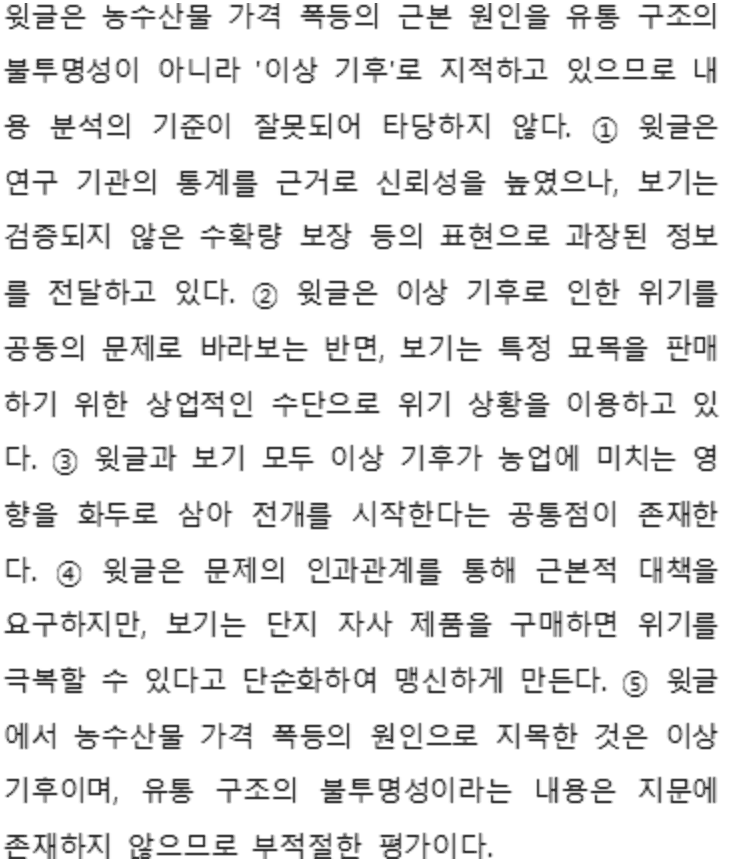 윗글은 농수산물 가격 폭등의 근본 원인을 유통 구조의
불투명성이 아니라 '이상 기후'로 지적하고 있으므로 내
용 분석의 기준이 잘못되어 타당하지 않다. ① 윗글은
연구 기관의 통계를 근거로 신뢰성을 높였으나, 보기는
검증되지 않은 수확량 보장 등의 표현으로 과장된 정보
를 전달하고 있다. ② 윗글은 이상 기후로 인한 위기를
공동의 문제로 바라보는 반면, 보기는 특정 묘목을 판매
하기 위한 상업적인 수단으로 위기 상황을 이용하고 있
다. ③ 윗글과 보기 모두 이상 기후가 농업에 미치는 영
향을 화두로 삼아 전개를 시작한다는 공통점이 존재한
다. ④ 윗글은 문제의 인과관계를 통해 근본적 대책을
요구하지만, 보기는 단지 자사 제품을 구매하면 위기를
극복할 수 있다고 단순화하여 맹신하게 만든다. ⑤ 윗글
에서 농수산물 가격 폭등의 원인으로 지목한 것은 이상
기후이며, 유통 구조의 불투명성이라는 내용은 지문에
존재하지 않으므로 부적절한 평가이다.